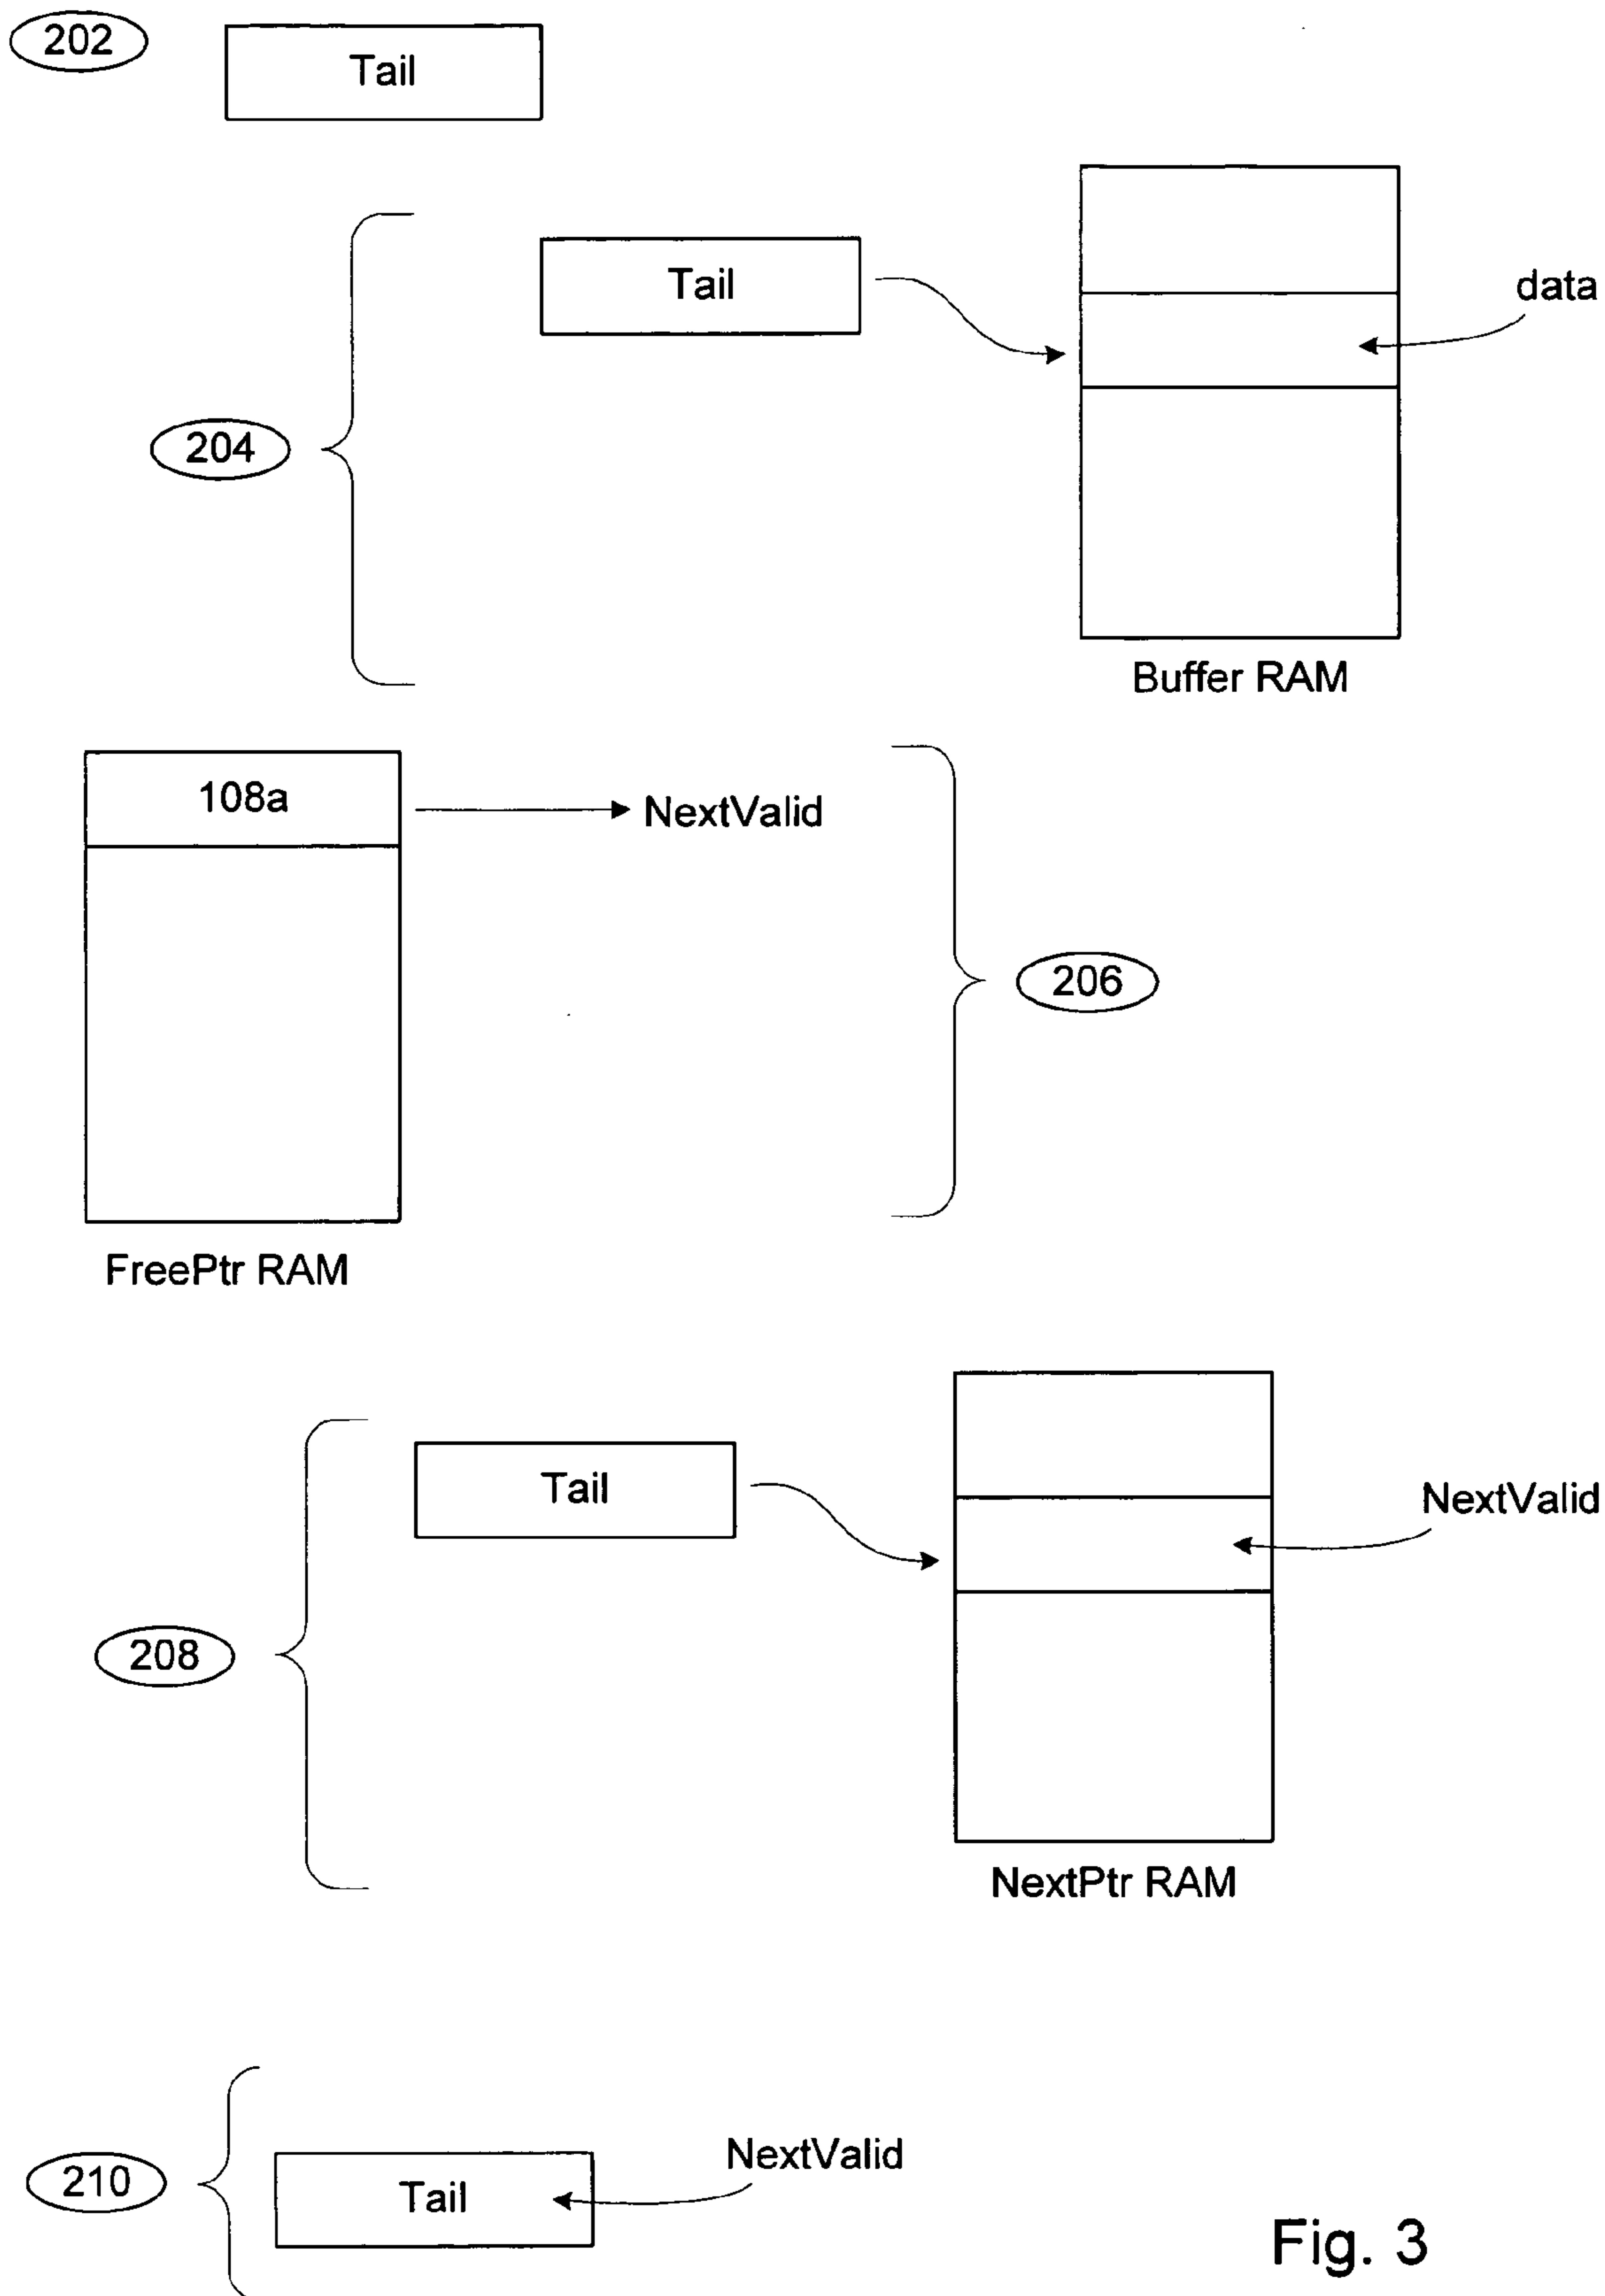 202
Tail
Tail
data
204
Buffer RAM
108a
NextValid
206
FreePtr RAM
Tail
NextValid
208
NextPtr RAM
NextValid
210
Tail
Fig. 3